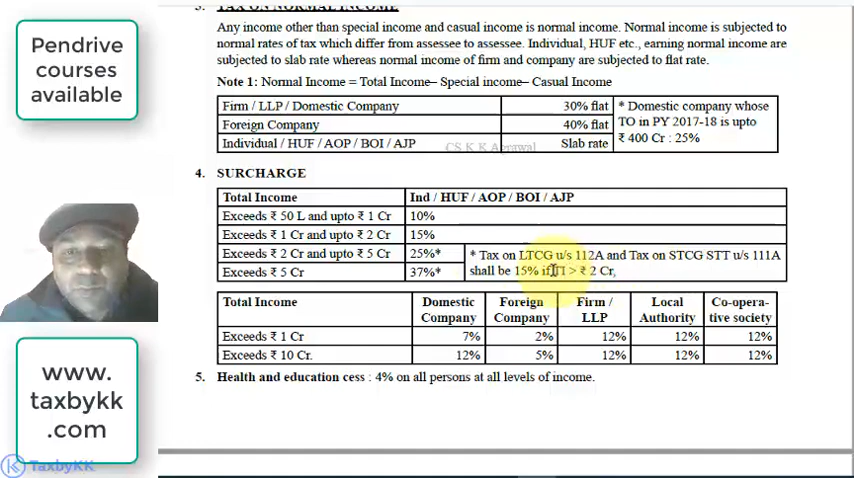 Pendrive
courses
available
www.
taxbykk
.com
TaxbyKK
3. TAX ON NORMAL INCOME
Any income other than special income and casual income is normal income. Normal income is subjected to
normal rates of tax which differ from assessee to assessee. Individual, HUF etc., earning normal income are
subjected to slab rate whereas normal income of firm and company are subjected to flat rate.
Note 1: Normal Income = Total Income– Special income– Casual Income
Firm / LLP / Domestic Company 30% flat
Foreign Company 40% flat
Individual / HUF / AOP / BOI / AJP Slab rate
* Domestic company whose
TO in PY 2017-18 is upto
₹ 400 Cr : 25%
CS K K Agrawal
4. SURCHARGE
Total Income Ind / HUF / AOP / BOI / AJP
Exceeds ₹ 50 L and upto ₹ 1 Cr 10%
Exceeds ₹ 1 Cr and upto ₹ 2 Cr 15%
Exceeds ₹ 2 Cr and upto ₹ 5 Cr 25%*
Exceeds ₹ 5 Cr 37%*
* Tax on LTCG u/s 112A and Tax on STCG STT u/s 111A
shall be 15% if TI > ₹ 2 Cr,
Total Income Domestic Company Foreign Company Firm / LLP Local Authority Co-opera-tive society
Exceeds ₹ 1 Cr 7% 2% 12% 12% 12%
Exceeds ₹ 10 Cr. 12% 5% 12% 12% 12%
5. Health and education cess : 4% on all persons at all levels of income.